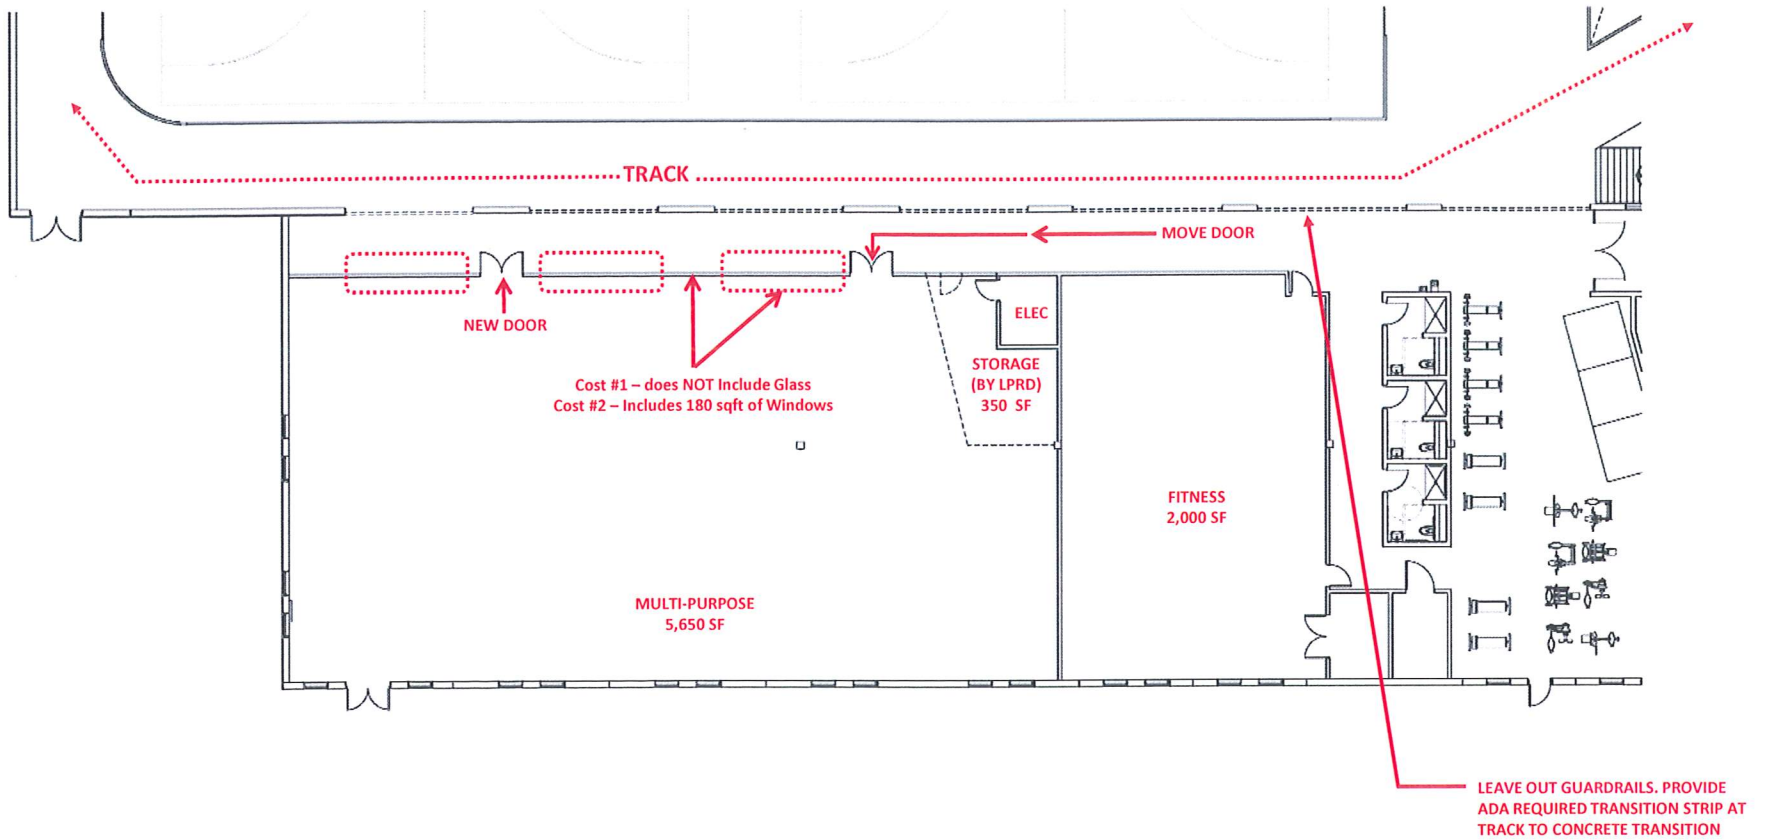 TRACK
MOVE DOOR
NEW DOOR
ELEC
Cost #1 – does NOT Include Glass
Cost #2 – Includes 180 sqft of Windows
STORAGE
(BY LPRD)
350 SF
FITNESS
2,000 SF
MULTI-PURPOSE
5,650 SF
LEAVE OUT GUARDRAILS. PROVIDE
ADA REQUIRED TRANSITION STRIP AT
TRACK TO CONCRETE TRANSITION